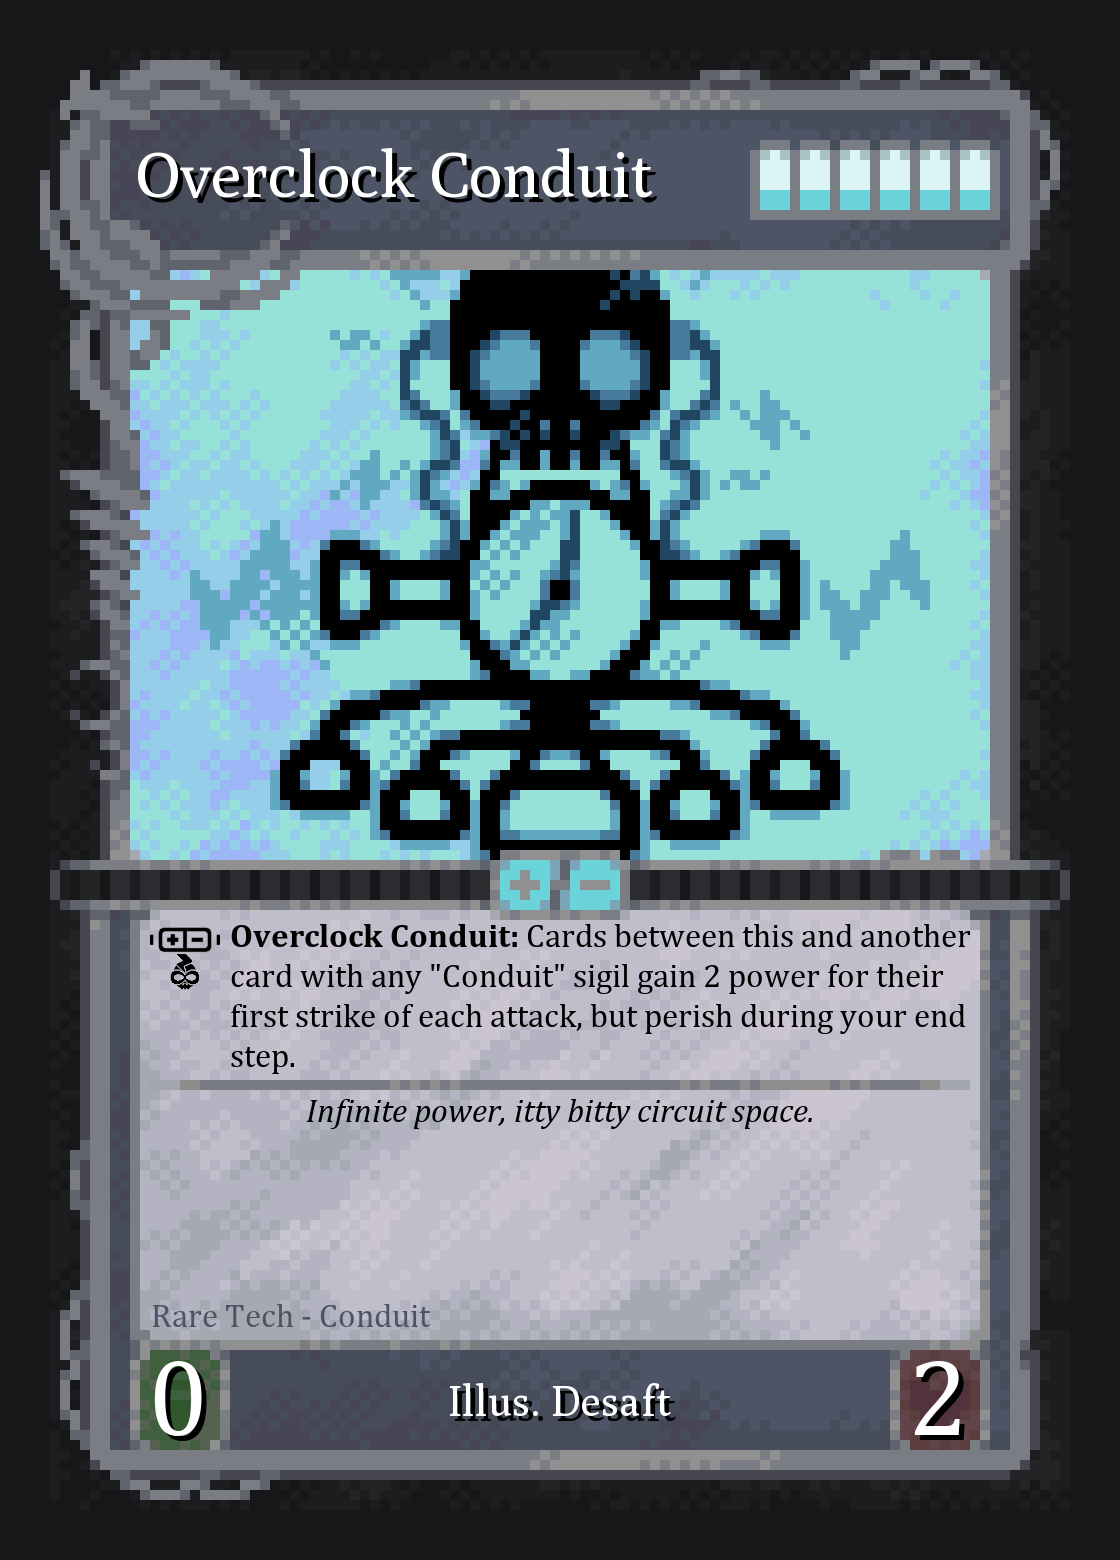 Overclock Conduit
Overclock Conduit: Cards between this and another
card with any "Conduit" sigil gain 2 power for their
first strike of each attack, but perish during your end
step.
Infinite power, itty bitty circuit space.
Rare Tech - Conduit
0
Illus. Desaft
2